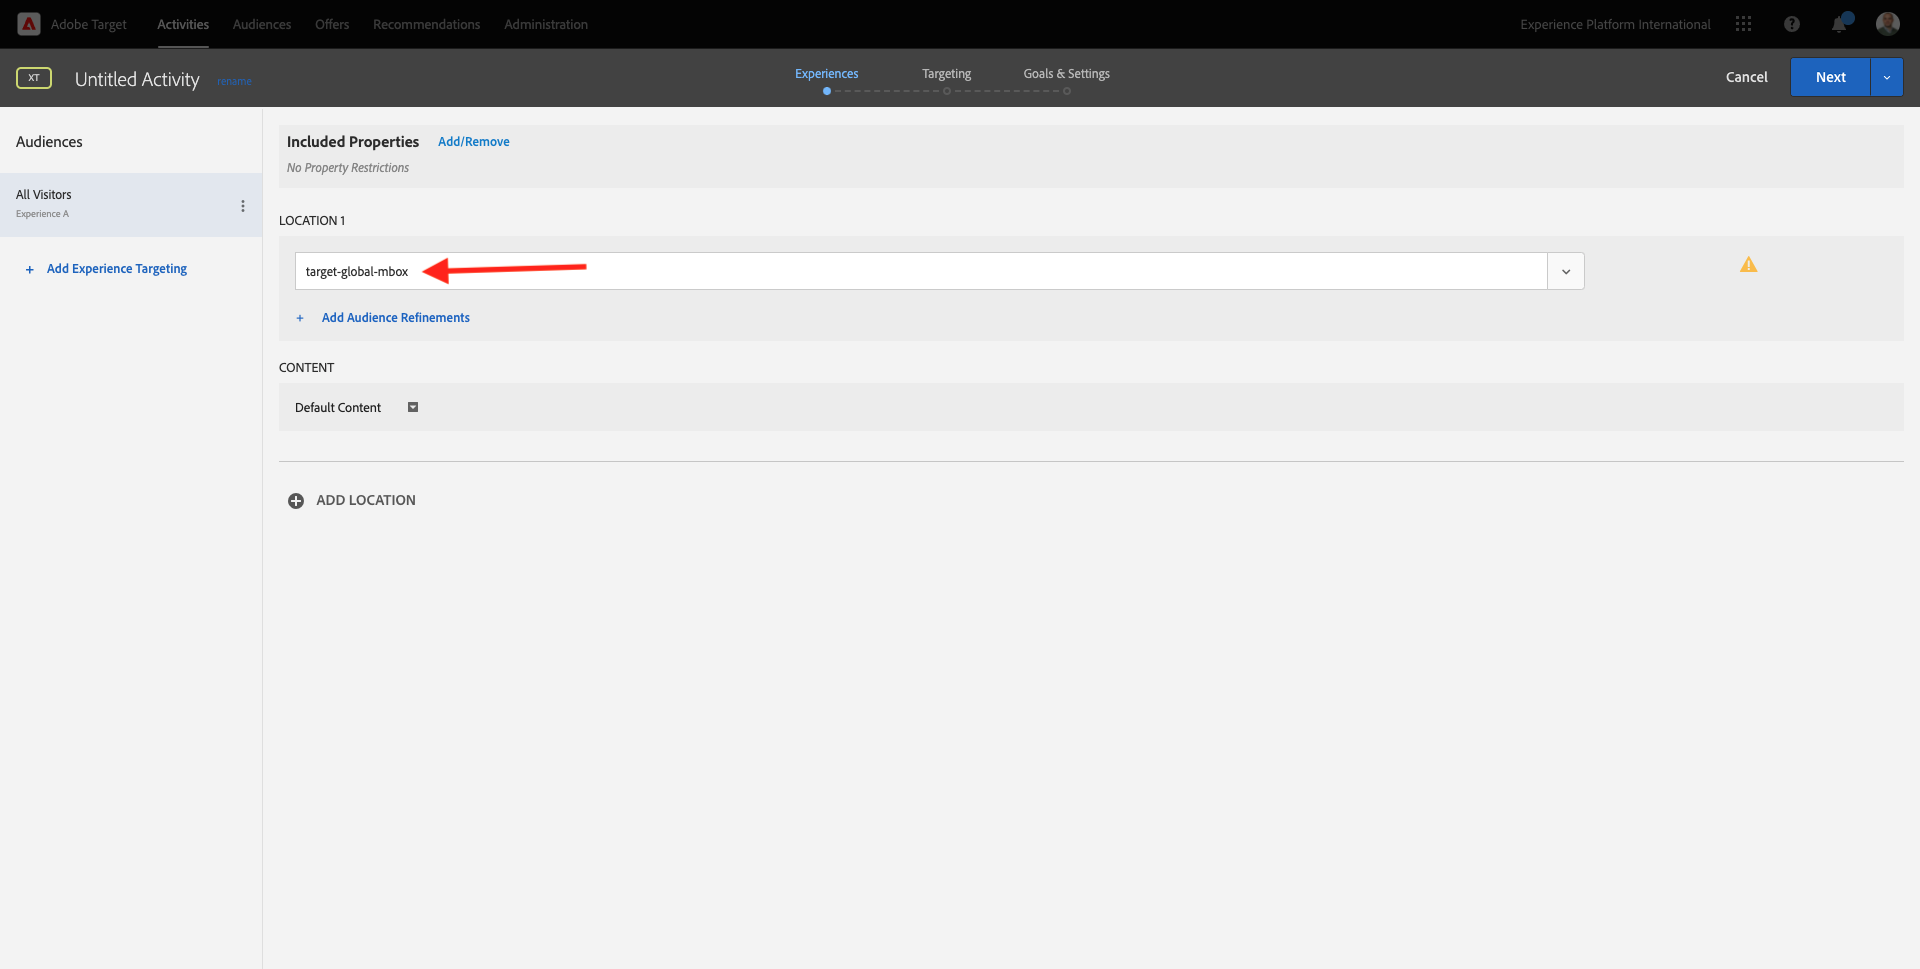 Adobe Target Activities Audiences Offers Recommendations Administration Experience Platform International
XT Untitled Activity rename Experiences Targeting Goals & Settings Cancel Next
Audiences
All Visitors
Experience A
+ Add Experience Targeting
Included Properties Add/Remove
No Property Restrictions
LOCATION 1
target-global-mbox
+ Add Audience Refinements
CONTENT
Default Content
ADD LOCATION